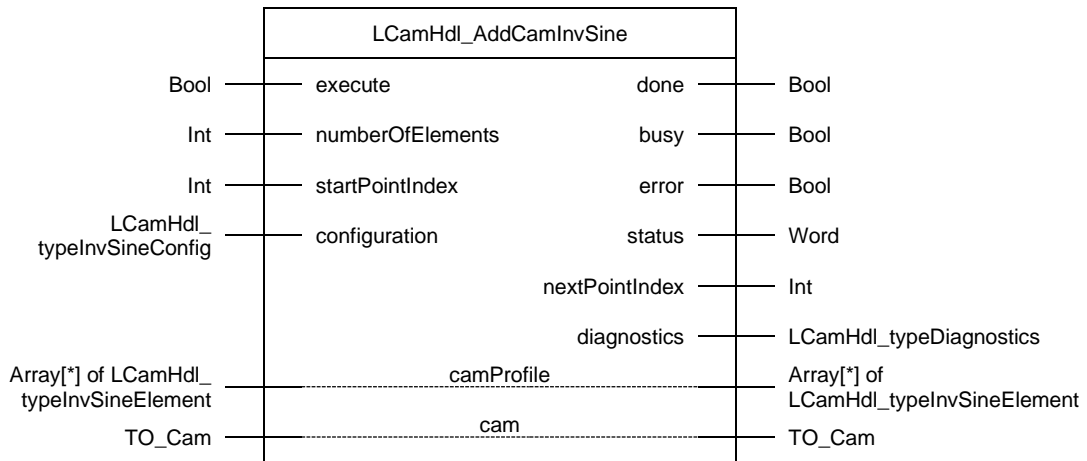 LCamHdl_AddCamInvSine
Bool execute done Bool
Int numberOfElements busy Bool
Int startPointIndex error Bool
LCamHdl_
typeInvSineConfig configuration status Word
nextPointIndex Int
diagnostics LCamHdl_typeDiagnostics
Array[*] of LCamHdl_ camProfile Array[*] of
typeInvSineElement LCamHdl_typeInvSineElement
TO_Cam cam TO_Cam